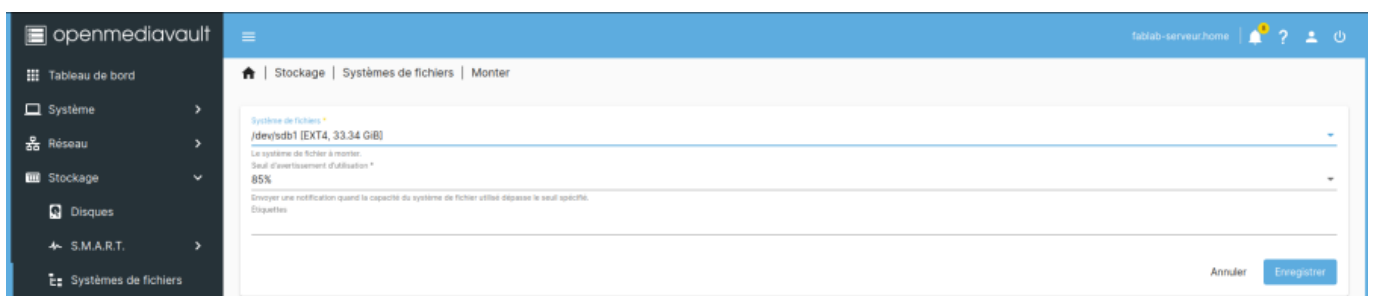 openmediavault
fablab-serveur.home | ?
Tableau de bord
| Stockage | Systèmes de fichiers | Monter
Système
Réseau
Stockage
Disques
S.M.A.R.T.
Systèmes de fichiers
Système de fichiers *
/dev/sdb1 [EXT4, 33.34 GiB]
Le système de fichier à monter.
Seuil d'avertissement d'utilisation *
85%
Envoyer une notification quand la capacité du système de fichier utilisé dépasse le seuil spécifié.
Étiquettes
Annuler
Enregistrer